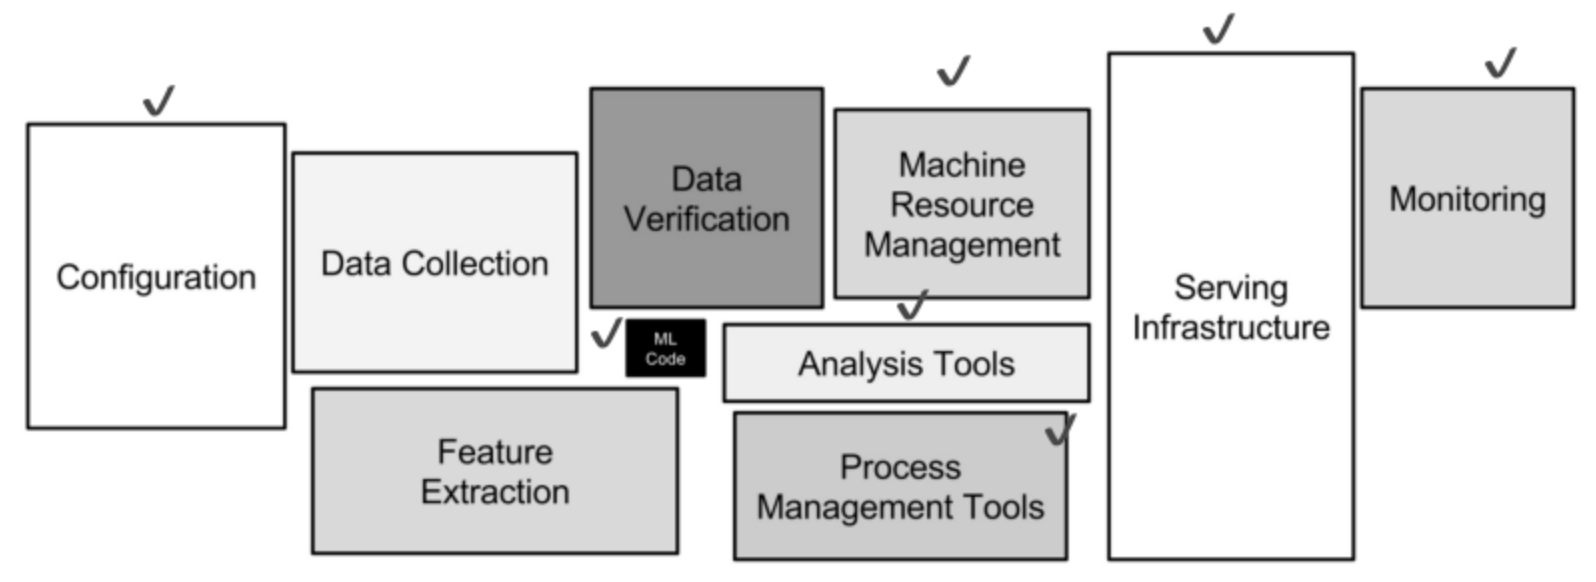 Configuration
Data Collection
Feature
Extraction
Data
Verification
ML
Code
Machine
Resource
Management
Analysis Tools
Process
Management Tools
Serving
Infrastructure
Monitoring